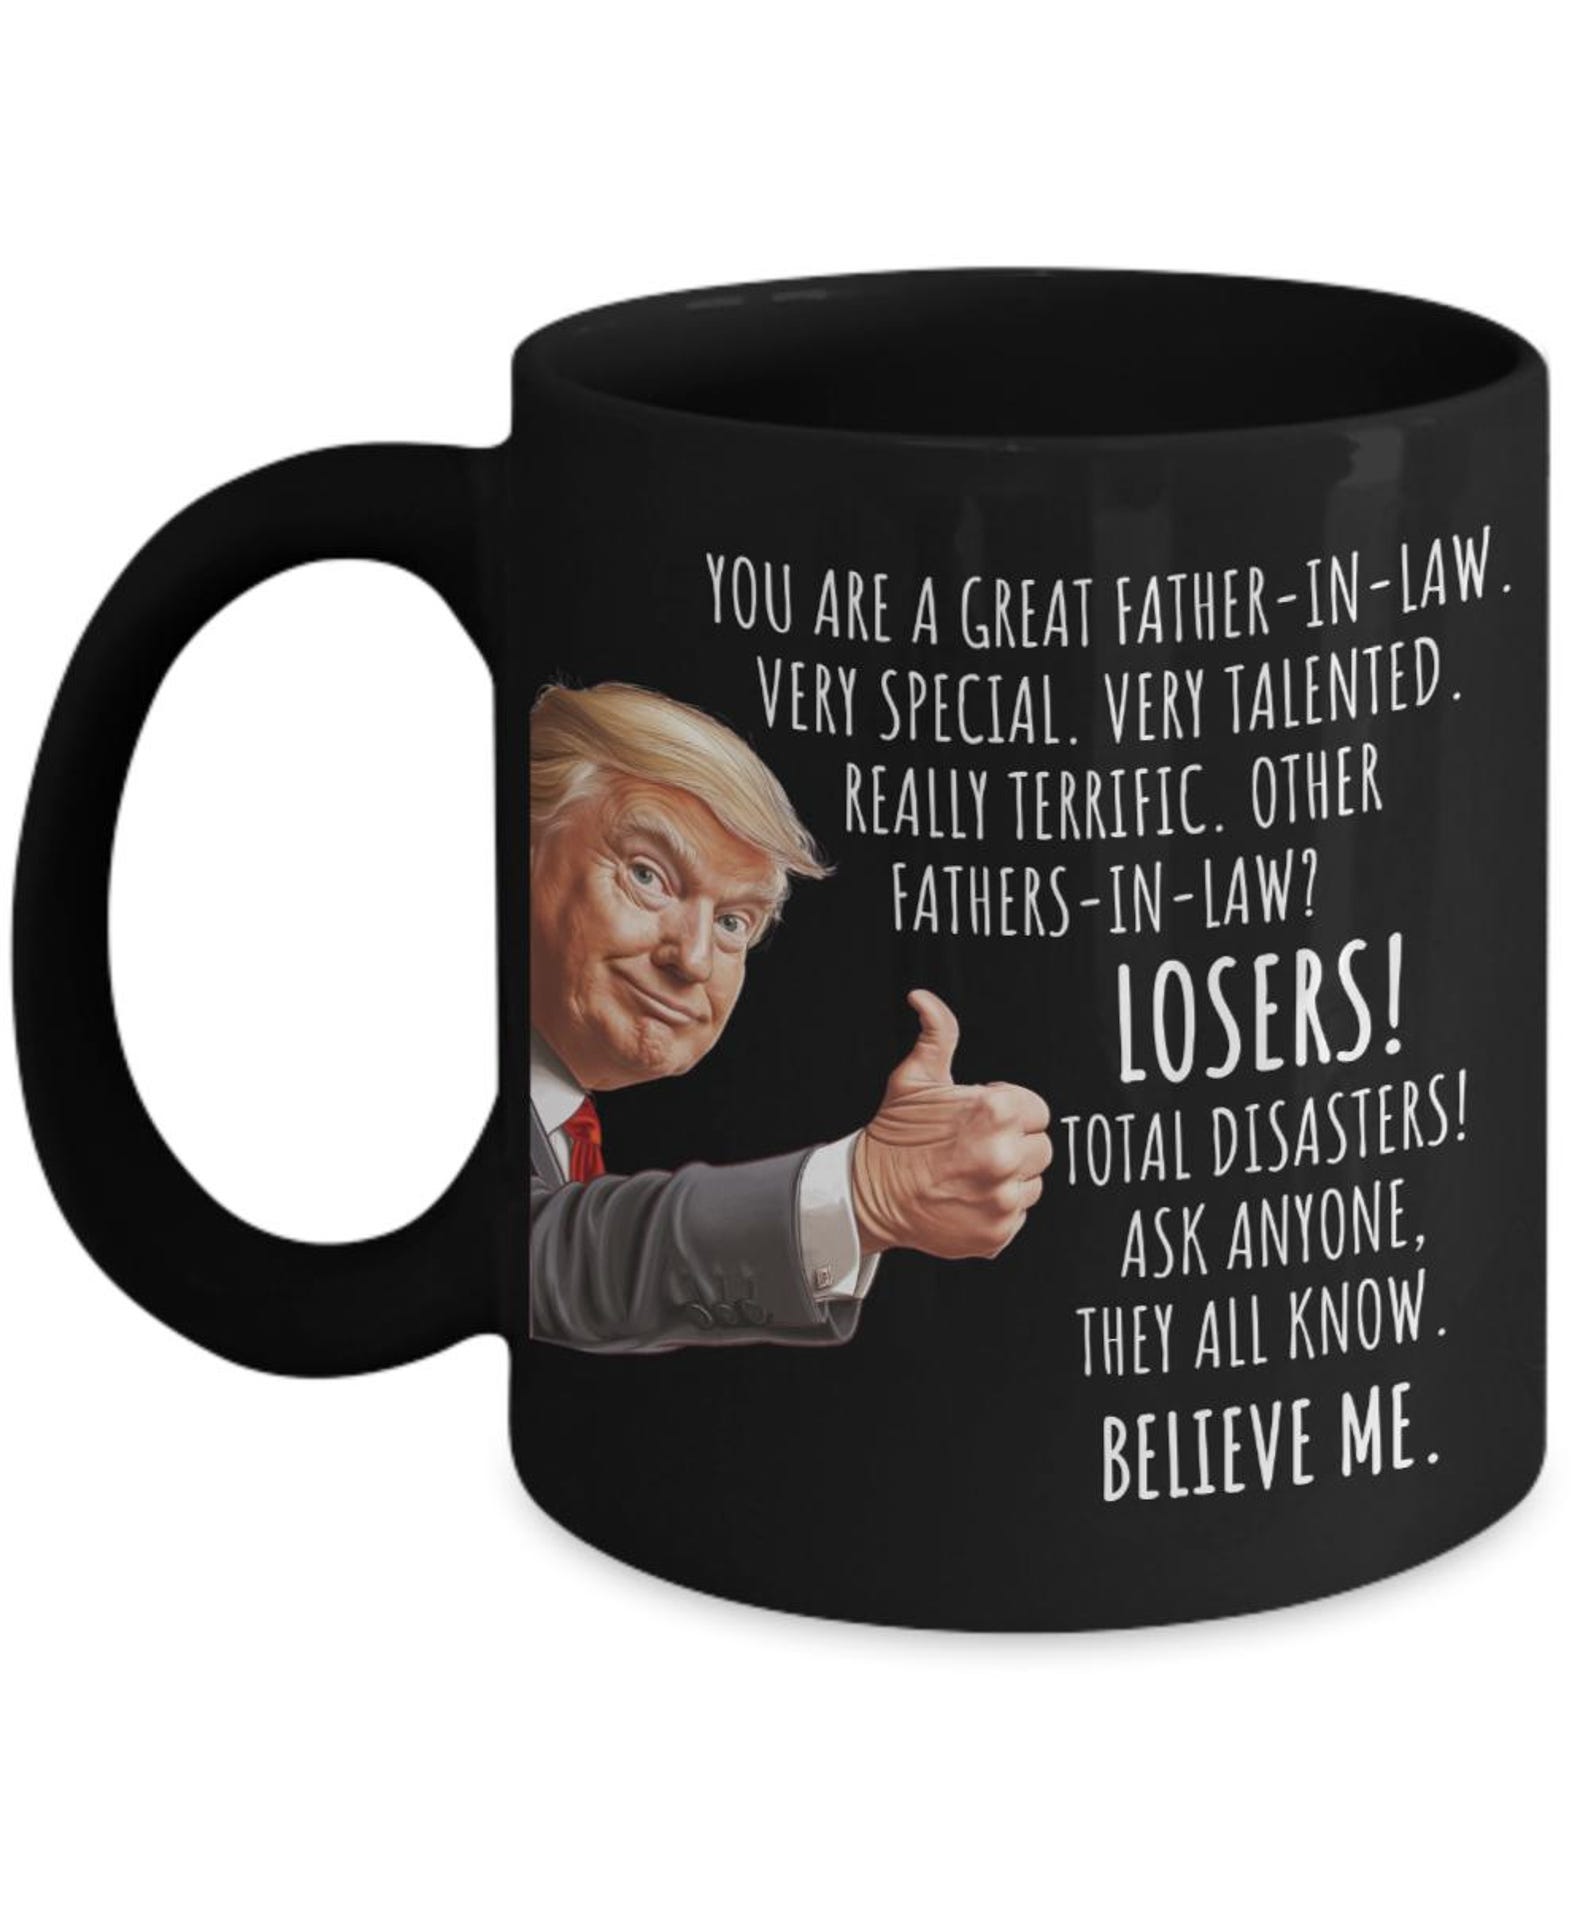 YOU ARE A GREAT FATHER-IN-LAW.
VERY SPECIAL. VERY TALENTED.
REALLY TERRIFIC. OTHER
FATHERS-IN-LAW?
LOSERS!
TOTAL DISASTERS!
ASK ANYONE,
THEY ALL KNOW.
BELIEVE ME.